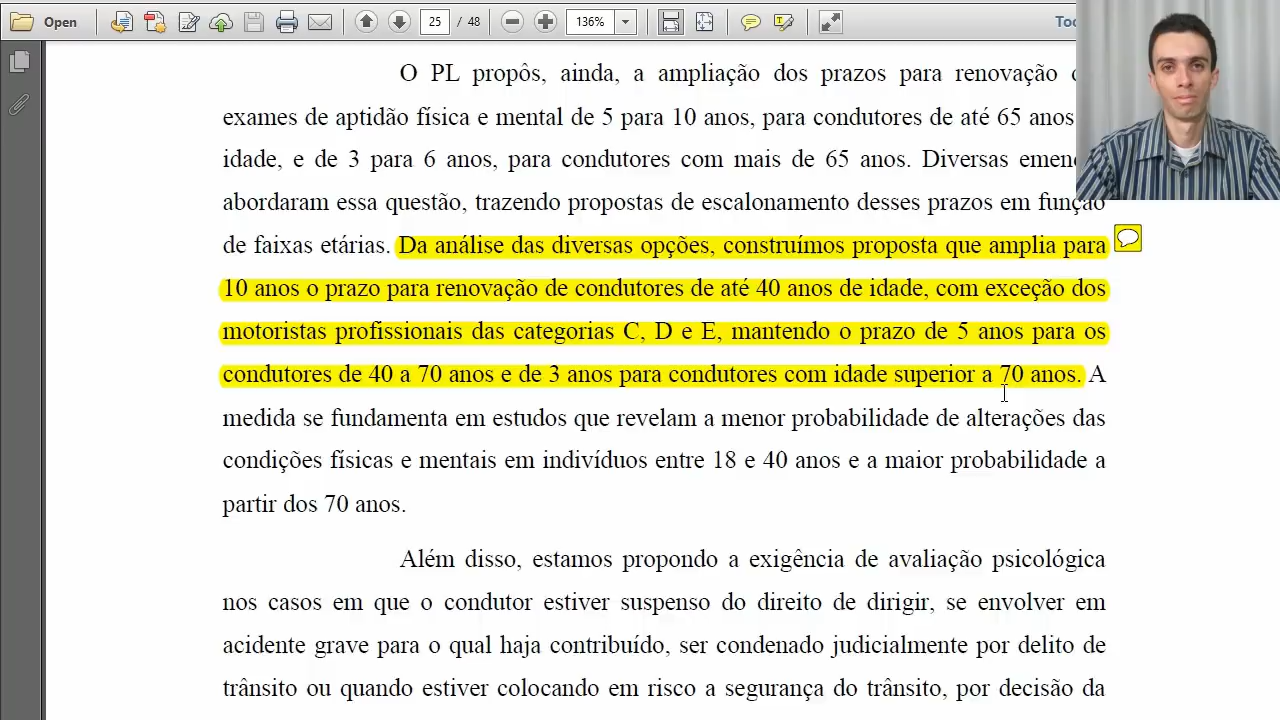 Open
25 / 48
136%
Too
O PL propôs, ainda, a ampliação dos prazos para renovação
exames de aptidão física e mental de 5 para 10 anos, para condutores de até 65 anos
idade, e de 3 para 6 anos, para condutores com mais de 65 anos. Diversas
abordaram essa questão, trazendo propostas de escalonamento desses prazos em função
de faixas etárias. Da análise das diversas opções, construímos proposta que amplia para
10 anos o prazo para renovação de condutores de até 40 anos de idade, com exceção dos
motoristas profissionais das categorias C, D e E, mantendo o prazo de 5 anos para os
condutores de 40 a 70 anos e de 3 anos para condutores com idade superior a 70 anos. A
medida se fundamenta em estudos que revelam a menor probabilidade de alterações das
condições físicas e mentais em indivíduos entre 18 e 40 anos e a maior probabilidade a
partir dos 70 anos.
Além disso, estamos propondo a exigência de avaliação psicológica
nos casos em que o condutor estiver suspenso do direito de dirigir, se envolver em
acidente grave para o qual haja contribuído, ser condenado judicialmente por delito de
trânsito ou quando estiver colocando em risco a segurança do trânsito, por decisão da